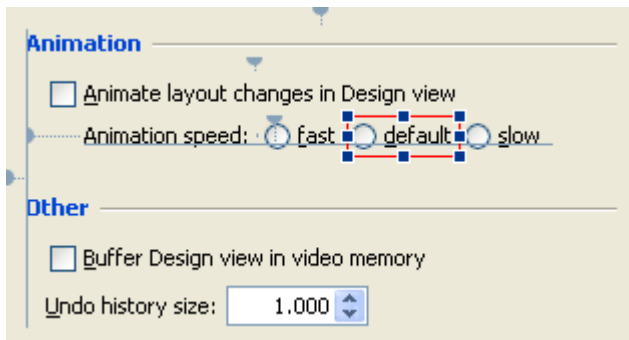 Animation
Animate layout changes in Design view
Animation speed: fast default slow
Other
Buffer Design view in video memory
Undo history size: 1.000